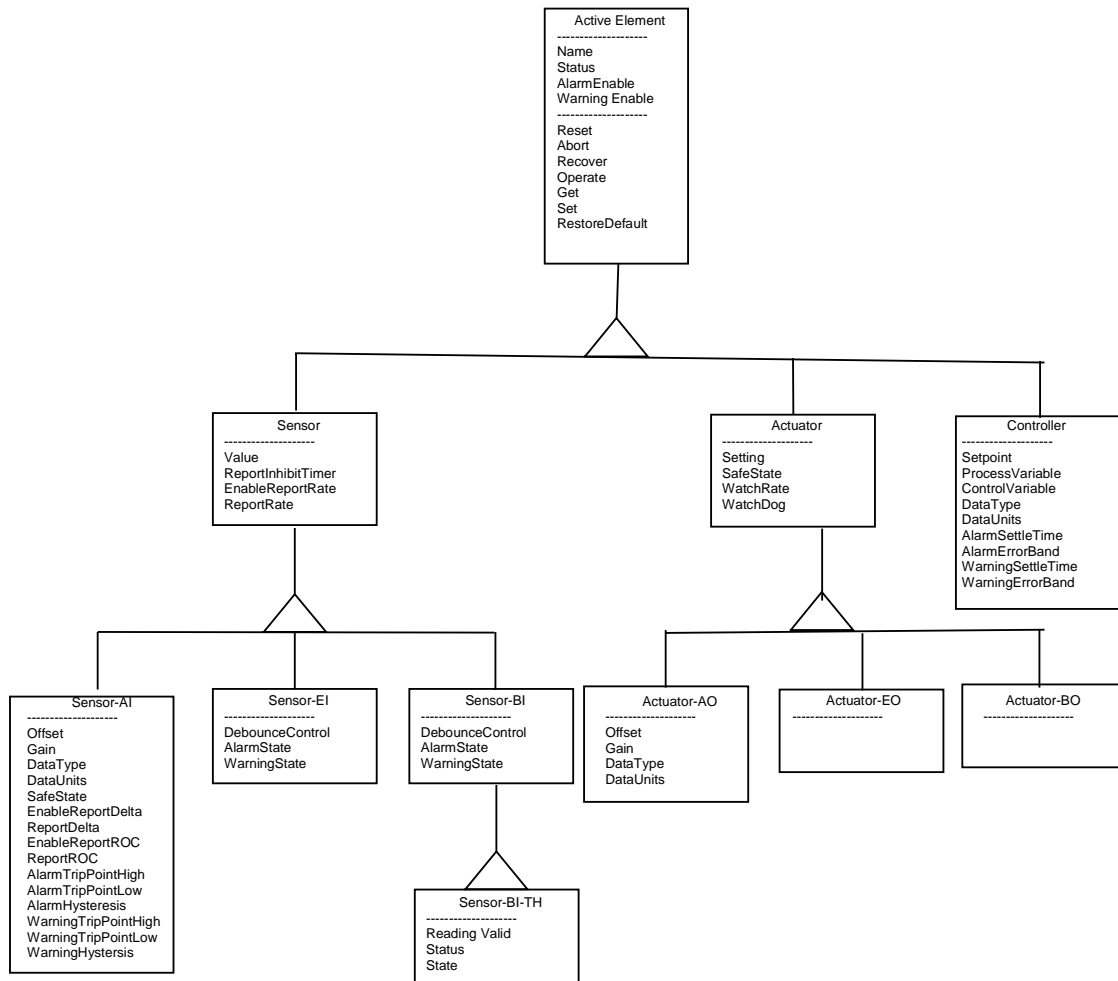 Active Element
--------------------
Name
Status
AlarmEnable
Warning Enable
--------------------
Reset
Abort
Recover
Operate
Get
Set
RestoreDefault
Sensor
--------------------
Value
ReportInhibitTimer
EnableReportRate
ReportRate
Actuator
--------------------
Setting
SafeState
WatchRate
WatchDog
Controller
--------------------
Setpoint
ProcessVariable
ControlVariable
DataType
DataUnits
AlarmSettleTime
AlarmErrorBand
WarningSettleTime
WarningErrorBand
Sensor-AI
--------------------
Offset
Gain
DataType
DataUnits
SafeState
EnableReportDelta
ReportDelta
EnableReportROC
ReportROC
AlarmTripPointHigh
AlarmTripPointLow
AlarmHysteresis
WarningTripPointHigh
WarningTripPointLow
WarningHystersis
Sensor-EI
--------------------
DebounceControl
AlarmState
WarningState
Sensor-BI
--------------------
DebounceControl
AlarmState
WarningState
Actuator-AO
--------------------
Offset
Gain
DataType
DataUnits
Actuator-EO
--------------------
Actuator-BO
--------------------
Sensor-BI-TH
--------------------
Reading Valid
Status
State